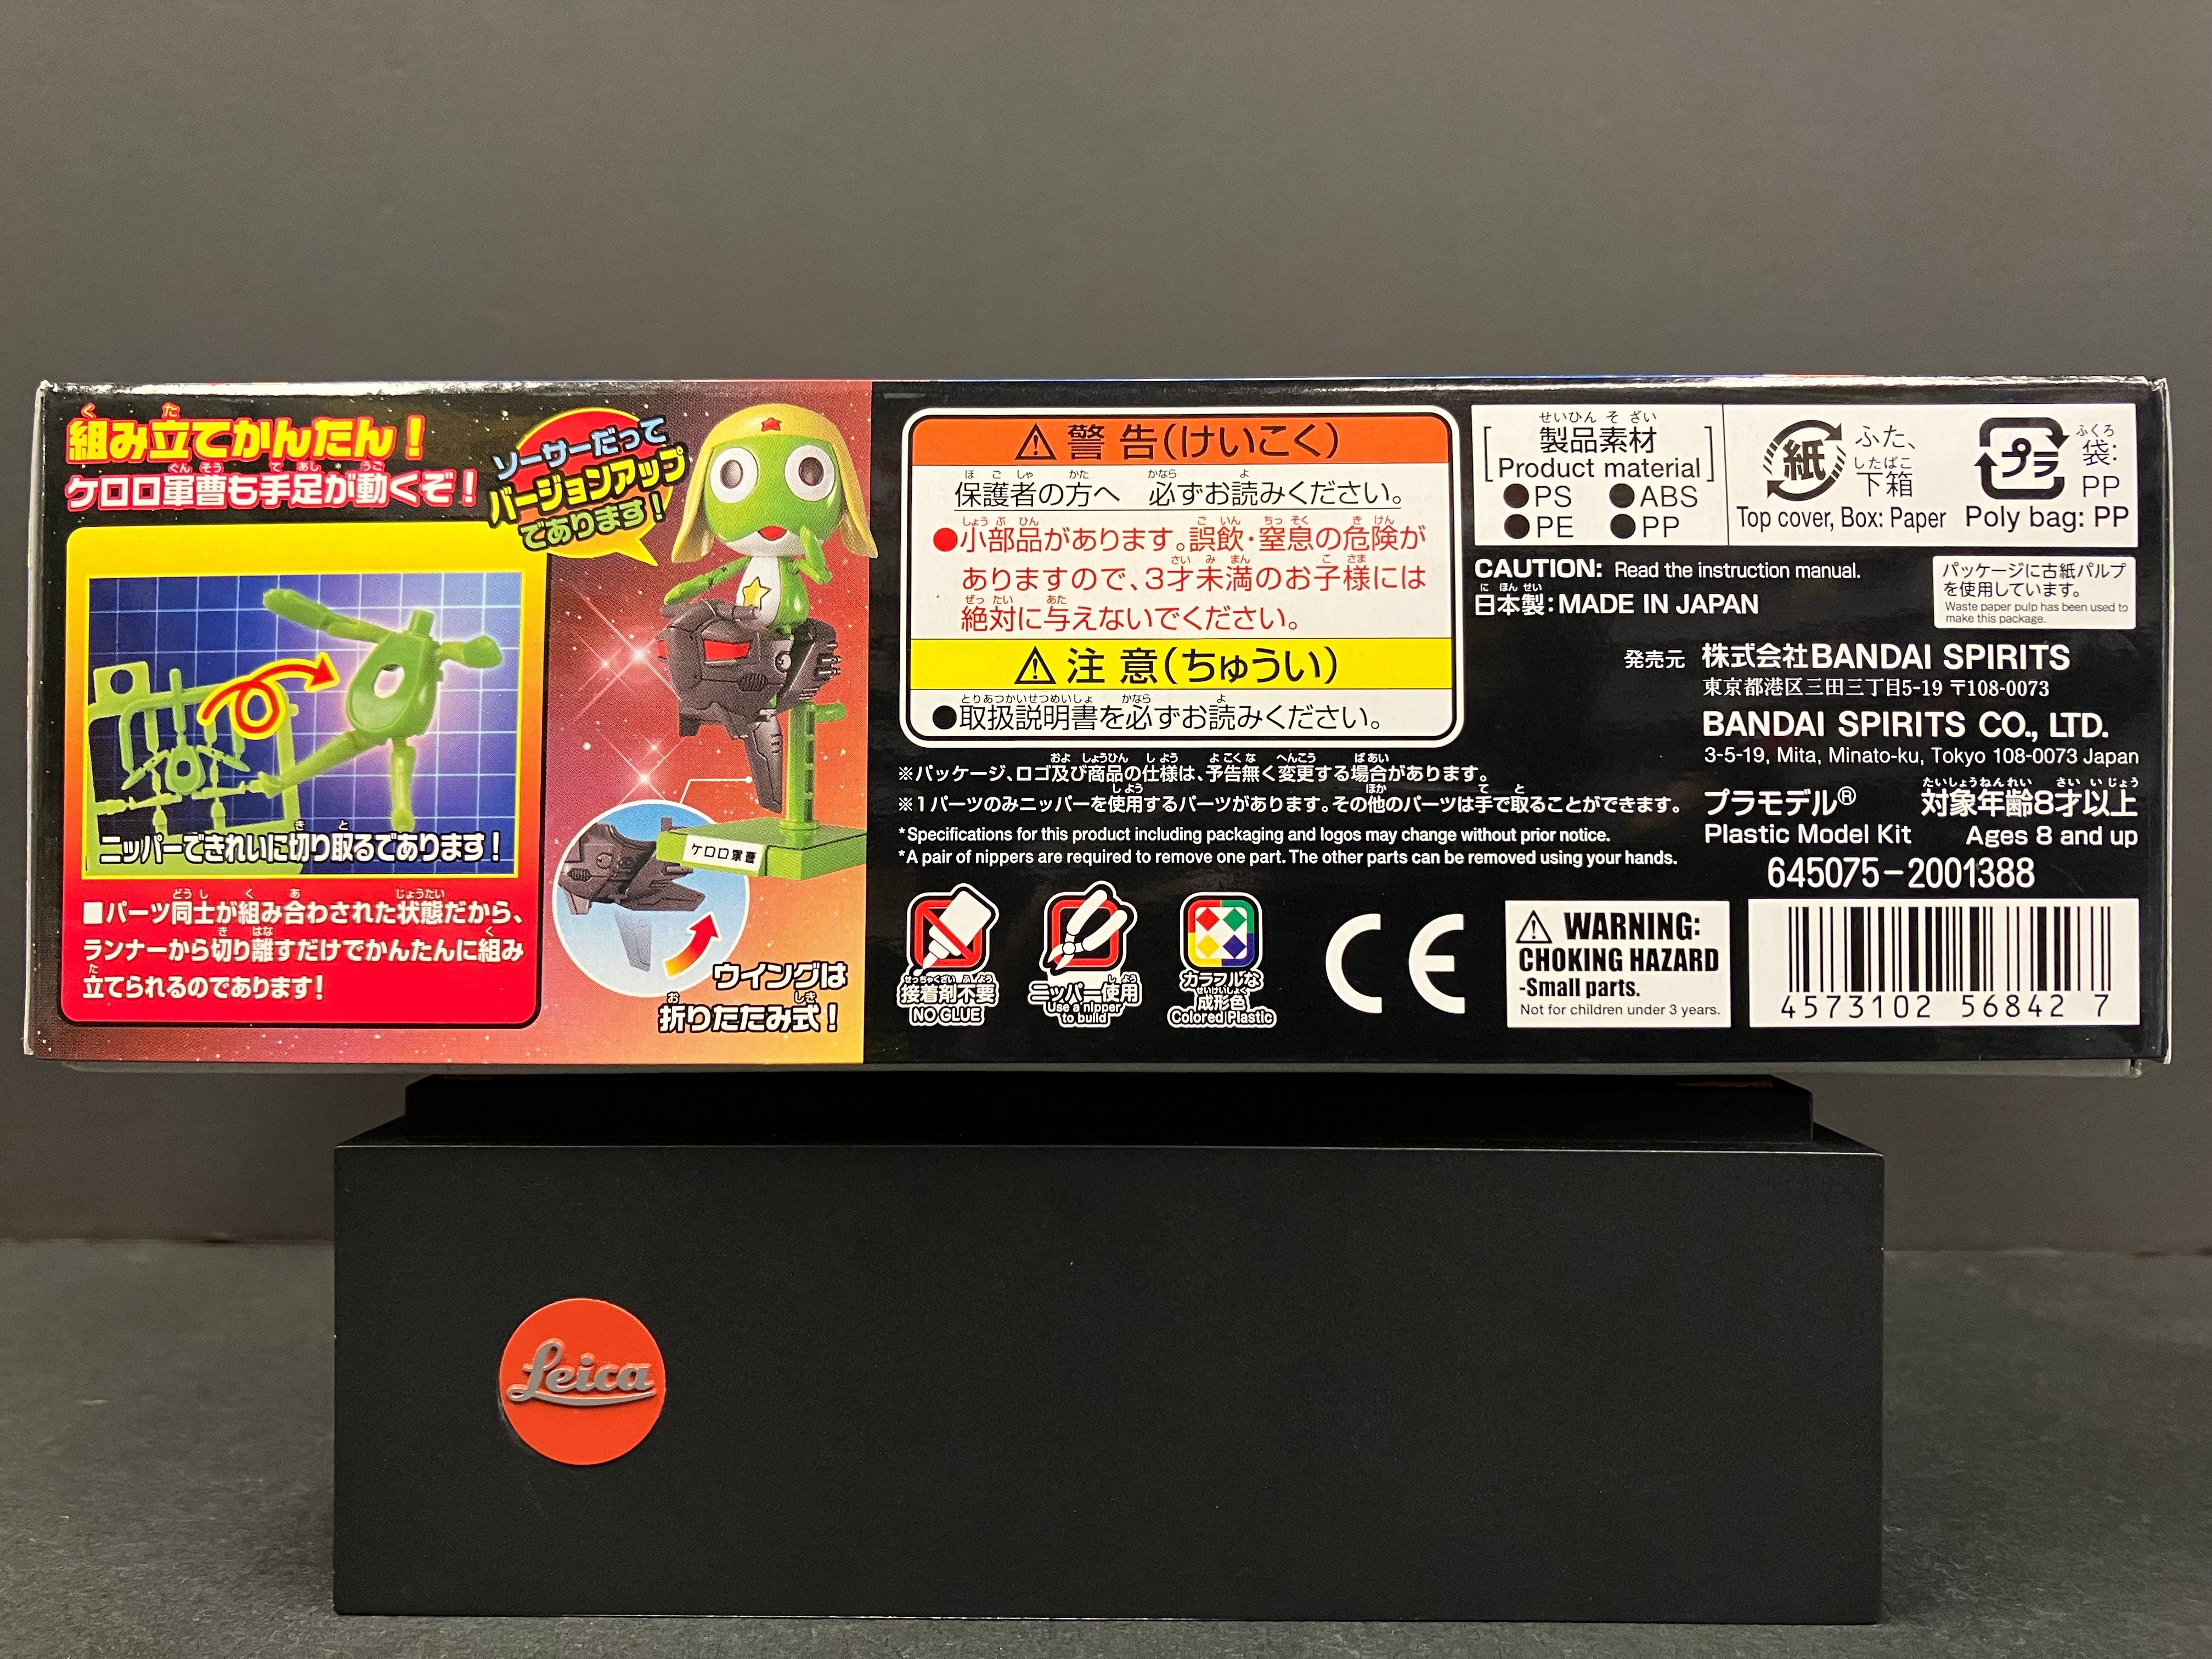 組み立てかんたん！
ケロロ軍曹も手足が動くぞ！
ソーサーだって
バージョンアップ
であります！
ニッパーできれいに切り取るであります！
■パーツ同士が組み合わされた状態だから、
ランナーから切り離すだけでかんたんに組み
立てられるのであります！
ケロロ軍曹
ウイングは
折りたたみ式！
⚠警告(けいこく)
保護者の方へ 必ずお読みください。
●小部品があります。誤飲・窒息の危険が
ありますので、3才未満のお子様には
絶対に与えないでください。
⚠注意(ちゅうい)
●取扱説明書を必ずお読みください。
※パッケージ、ロゴ及び商品の仕様は、予告無く変更する場合があります。
※1パーツのみニッパーを使用するパーツがあります。その他のパーツは手で取ることができます。
*Specifications for this product including packaging and logos may change without prior notice.
*A pair of nippers are required to remove one part. The other parts can be removed using your hands.
接着剤不要
NO GLUE
ニッパー使用
Use a nipper
to build
カラフルな
成形色
Colored Plastic
CE
製品素材
[Product material]
●PS ●ABS
●PE ●PP
紙
ふた、
下箱
Top cover, Box: Paper
プラ
袋:
PP
Poly bag: PP
CAUTION: Read the instruction manual.
日本製:MADE IN JAPAN
パッケージに古紙パルプ
を使用しています。
Waste paper pulp has been used to
make this package.
発売元 株式会社BANDAI SPIRITS
東京都港区三田三丁目5-19 〒108-0073
BANDAI SPIRITS CO., LTD.
3-5-19, Mita, Minato-ku, Tokyo 108-0073 Japan
プラモデル® 対象年齢8才以上
Plastic Model Kit Ages 8 and up
645075-2001388
⚠WARNING:
CHOKING HAZARD
-Small parts.
Not for children under 3 years.
4573102 56842 7
Leica